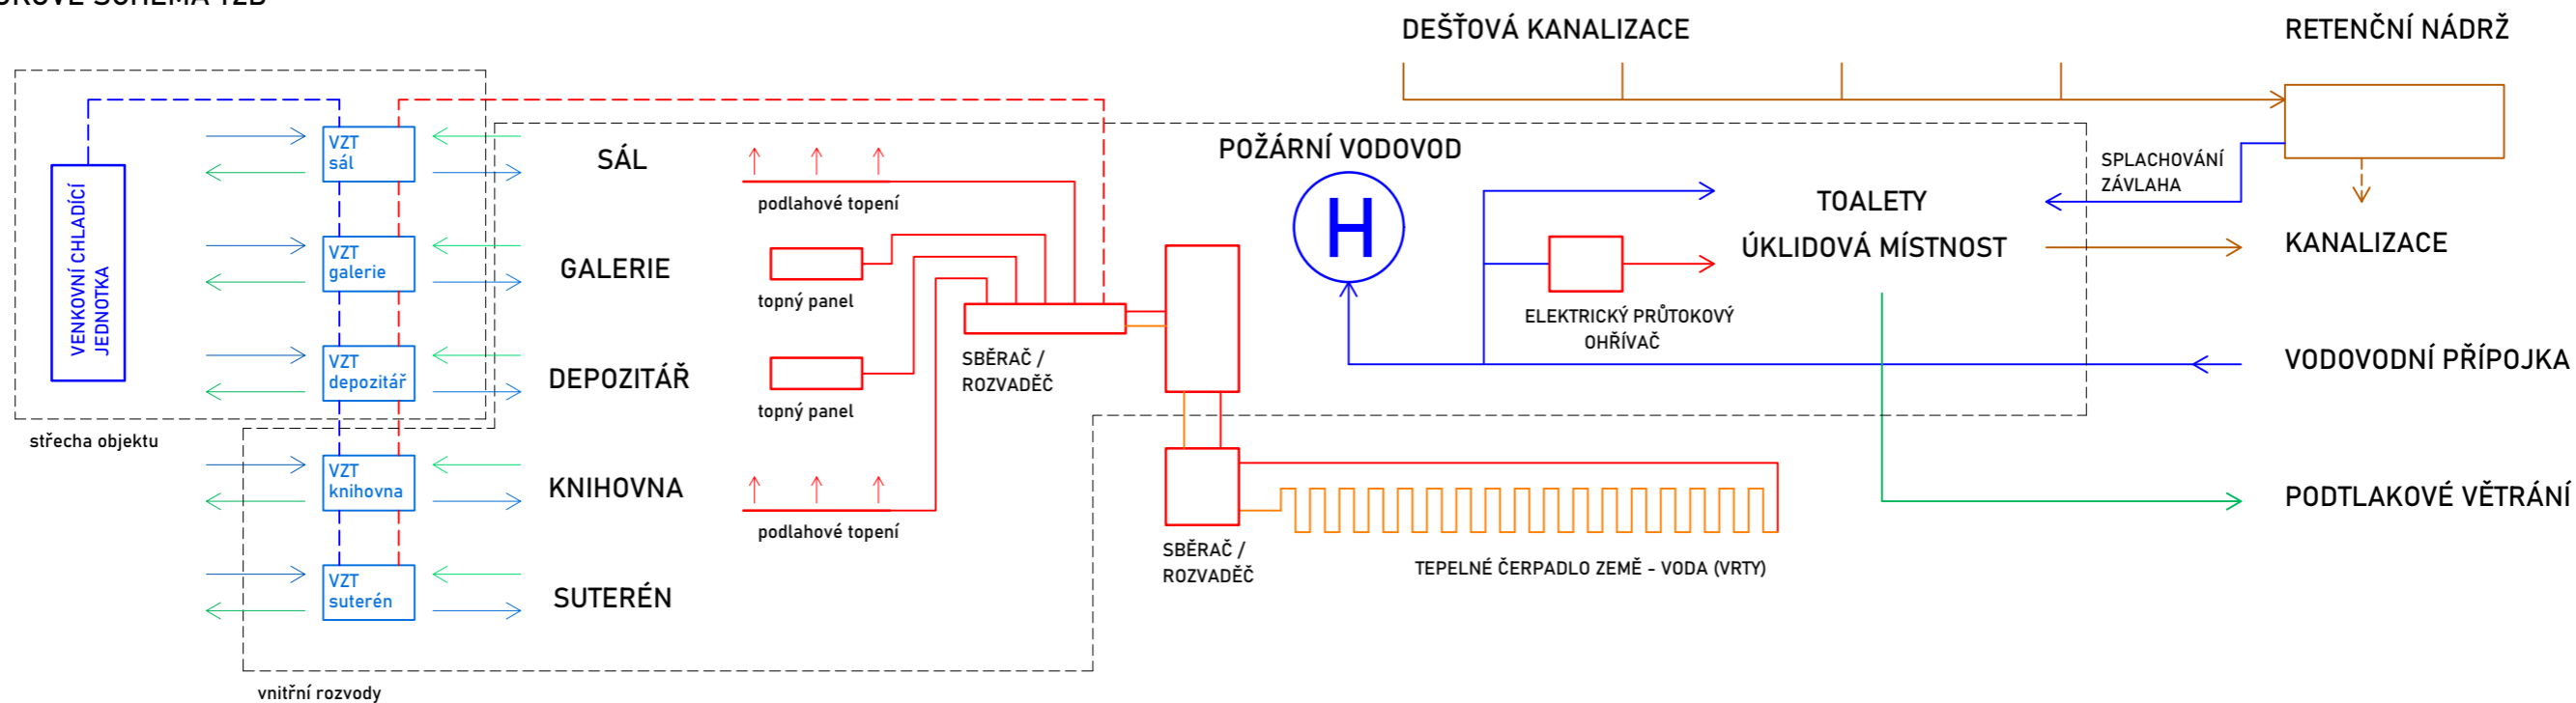 SCHÉMA TZB
DEŠŤOVÁ KANALIZACE
RETENČNÍ NÁDRŽ
VENKOVNÍ CHLADÍCÍ
JEDNOTKA
VZT
sál
VZT
galerie
VZT
depozitář
VZT
knihovna
VZT
suterén
střecha objektu
vnitřní rozvody
SÁL
GALERIE
DEPOZITÁŘ
KNIHOVNA
SUTERÉN
podlahové topení
topný panel
topný panel
podlahové topení
SBĚRAČ /
ROZVADĚČ
SBĚRAČ /
ROZVADĚČ
TEPELNÉ ČERPADLO ZEMĚ - VODA (VRTY)
POŽÁRNÍ VODOVOD
H
ELEKTRICKÝ PRŮTOKOVÝ
OHŘÍVAČ
TOALETY
ÚKLIDOVÁ MÍSTNOST
SPLACHOVÁNÍ
ZÁVLAHA
KANALIZACE
VODOVODNÍ PŘÍPOJKA
PODTLAKOVÉ VĚTRÁNÍ